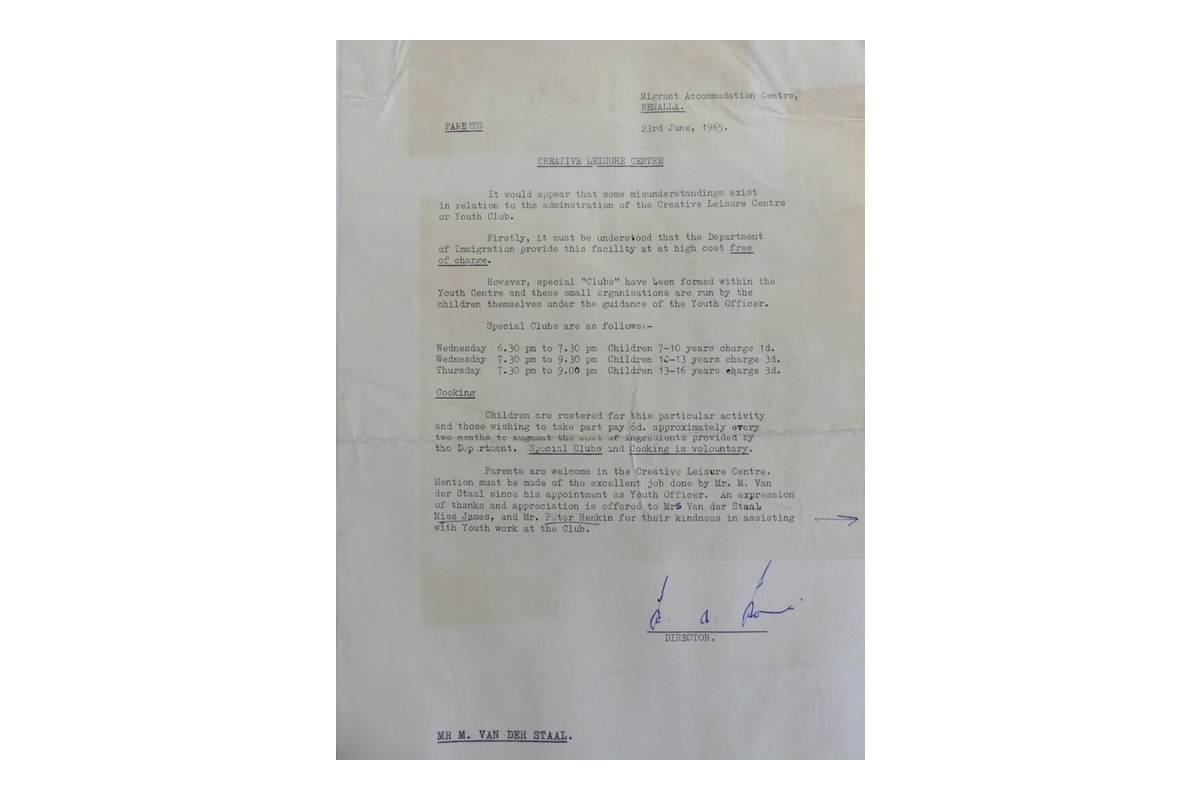 Migrant Accommodation Centre,
BENALLA.
PARENTS
23rd June, 1965.
CREATIVE LEISURE CENTRE
It would appear that some misunderstandings exist
in relation to the adminstration of the Creative Leisure Centre
or Youth Club.
Firstly, it must be understood that the Department
of Immigration provide this facility at at high cost free
of charge.
However, special "Clubs" have been formed within the
Youth Centre and these small organisations are run by the
children themselves under the guidance of the Youth Officer.
Special Clubs are as follows:-
Wednesday 6.30 pm to 7.30 pm Children 7-10 years charge 1d.
Wednesday 7.30 pm to 9.30 pm Children 10-13 years charge 3d.
Thursday 7.30 pm to 9.00 pm Children 13-16 years charge 3d.
Cooking
Children are rostered for this particular activity
and those wishing to take part pay 6d. approximately every
two months to augment the cost of ingredients provided by
the Department. Special Clubs and Cooking is volountary.
Parents are welcome in the Creative Leisure Centre.
Mention must be made of the excellent job done by Mr. M. Van
der Staal since his appointment as Youth Officer. An expression
of thanks and appreciation is offered to Mrs Van der Staal,
Miss James, and Mr. Peter Renkin for their kindness in assisting
with Youth work at the Club.
DIRECTOR.
MR M. VAN DER STAAL.